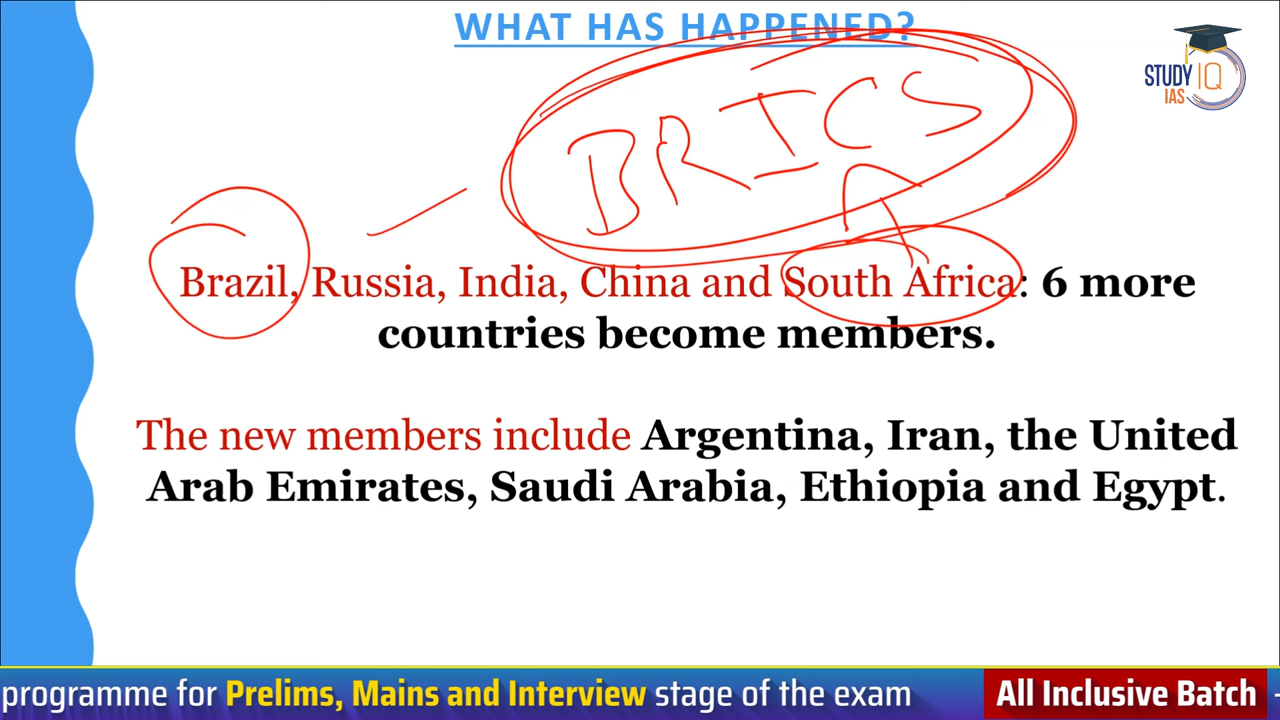 WHAT HAS HAPPENED?
STUDY IQ
IAS
BRICS
Brazil, Russia, India, China and South Africa: 6 more
countries become members.
The new members include Argentina, Iran, the United
Arab Emirates, Saudi Arabia, Ethiopia and Egypt.
programme for Prelims, Mains and Interview stage of the exam
All Inclusive Batch